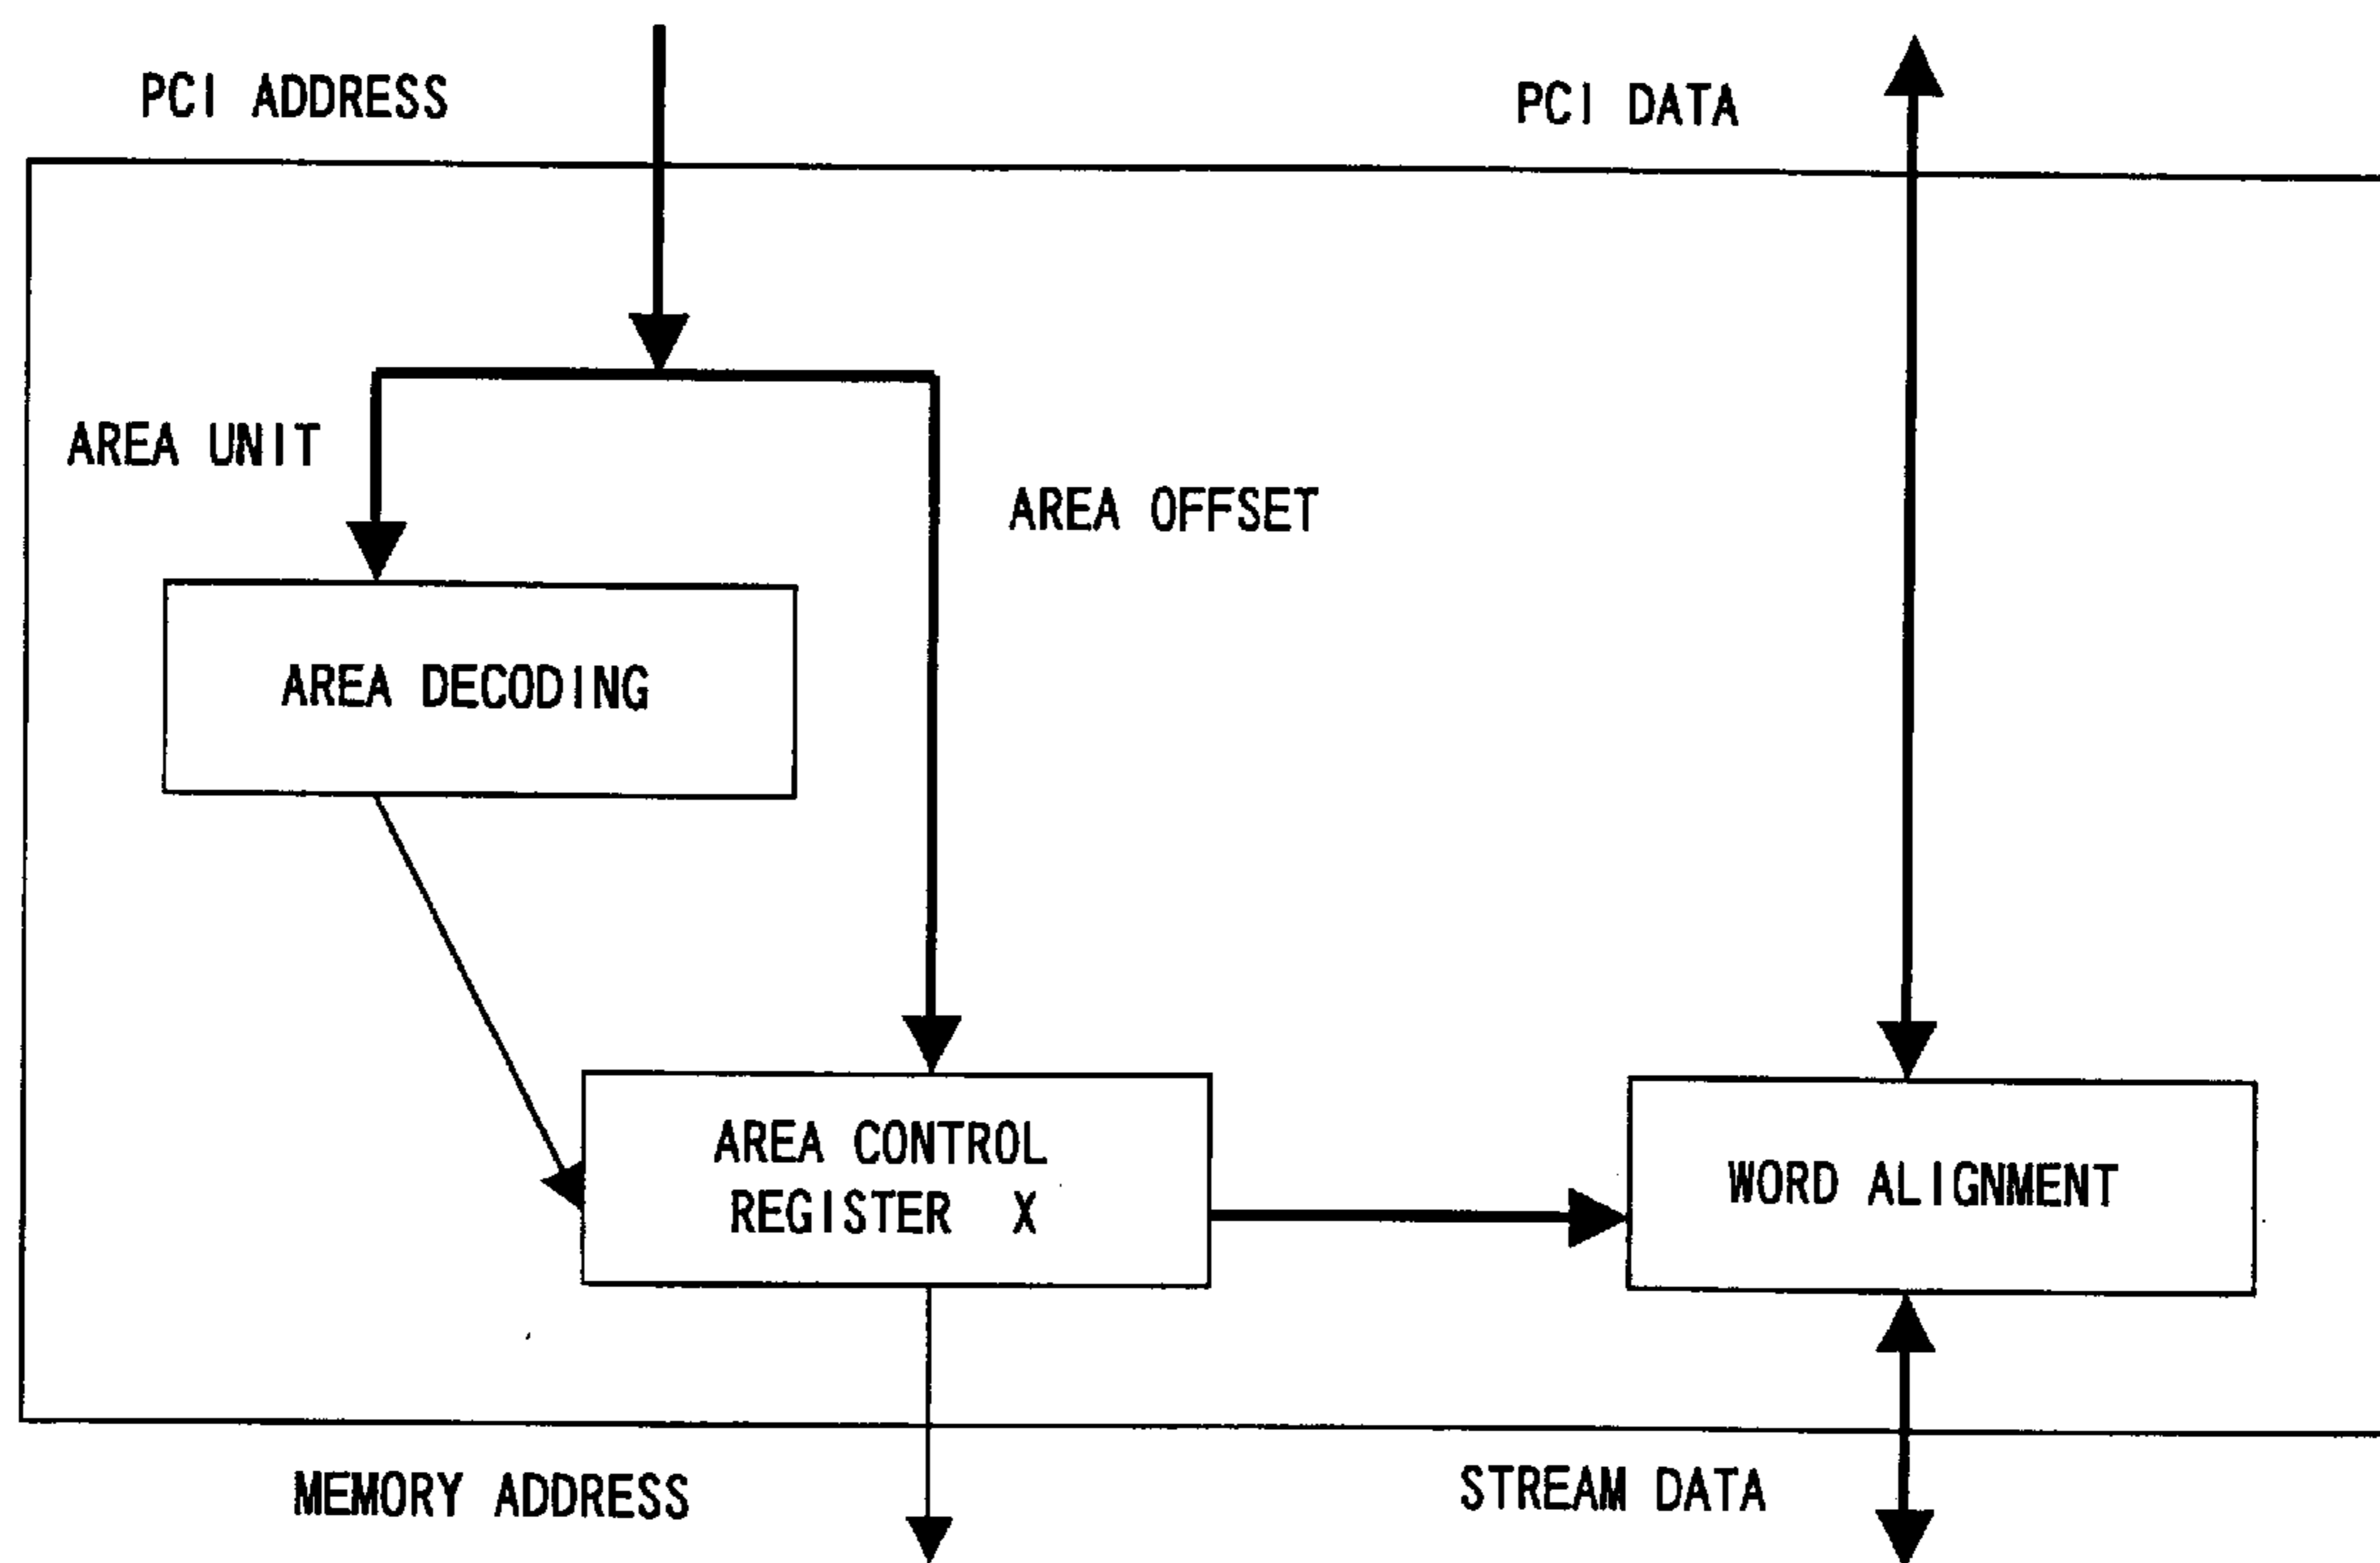 PCI ADDRESS
PCI DATA
AREA UNIT
AREA OFFSET
AREA DECODING
AREA CONTROL
REGISTER X
WORD ALIGNMENT
MEMORY ADDRESS
STREAM DATA